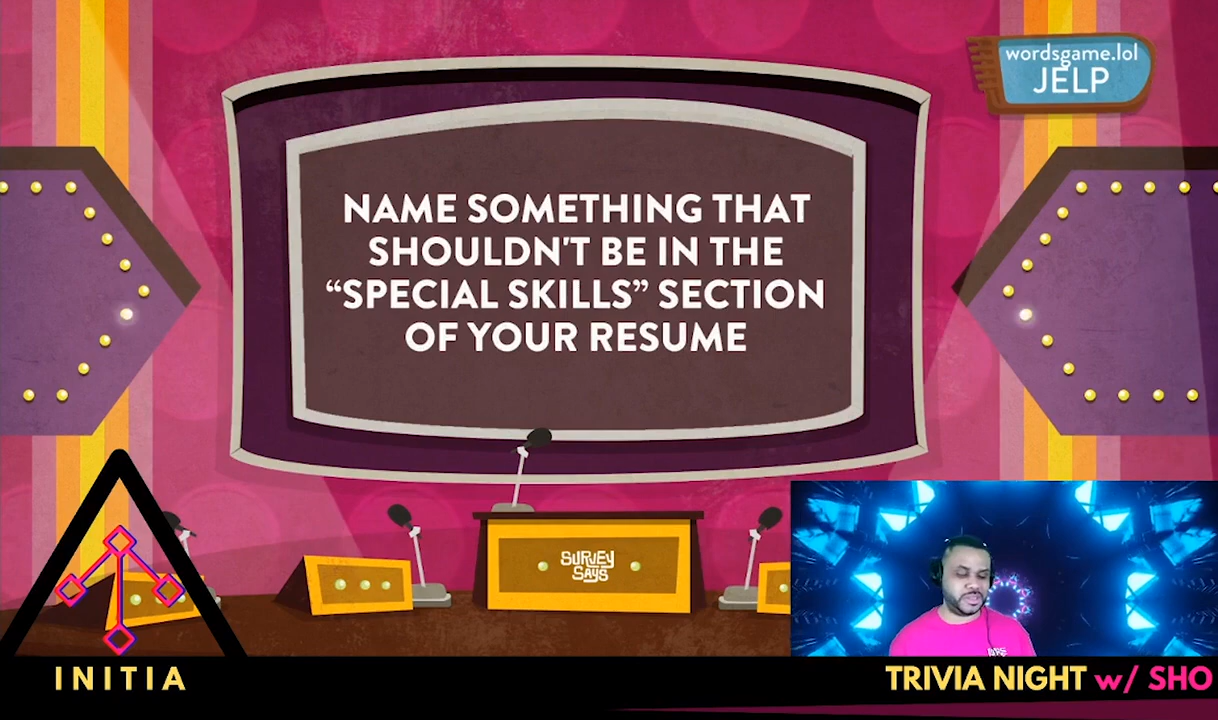 wordsgame.lol
JELP
NAME SOMETHING THAT
SHOULDN'T BE IN THE
“SPECIAL SKILLS” SECTION
OF YOUR RESUME
SURVEY
SAYS
INITIA
TRIVIA NIGHT w/ SHO